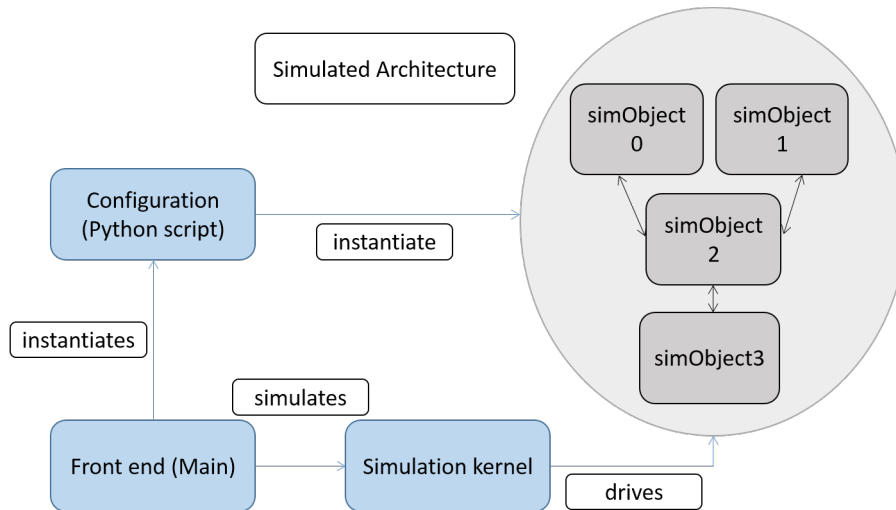 Simulated Architecture
simObject
0
simObject
1
Configuration
(Python script)
instantiate
simObject
2
instantiates
simObject3
simulates
Front end (Main)
Simulation kernel
drives